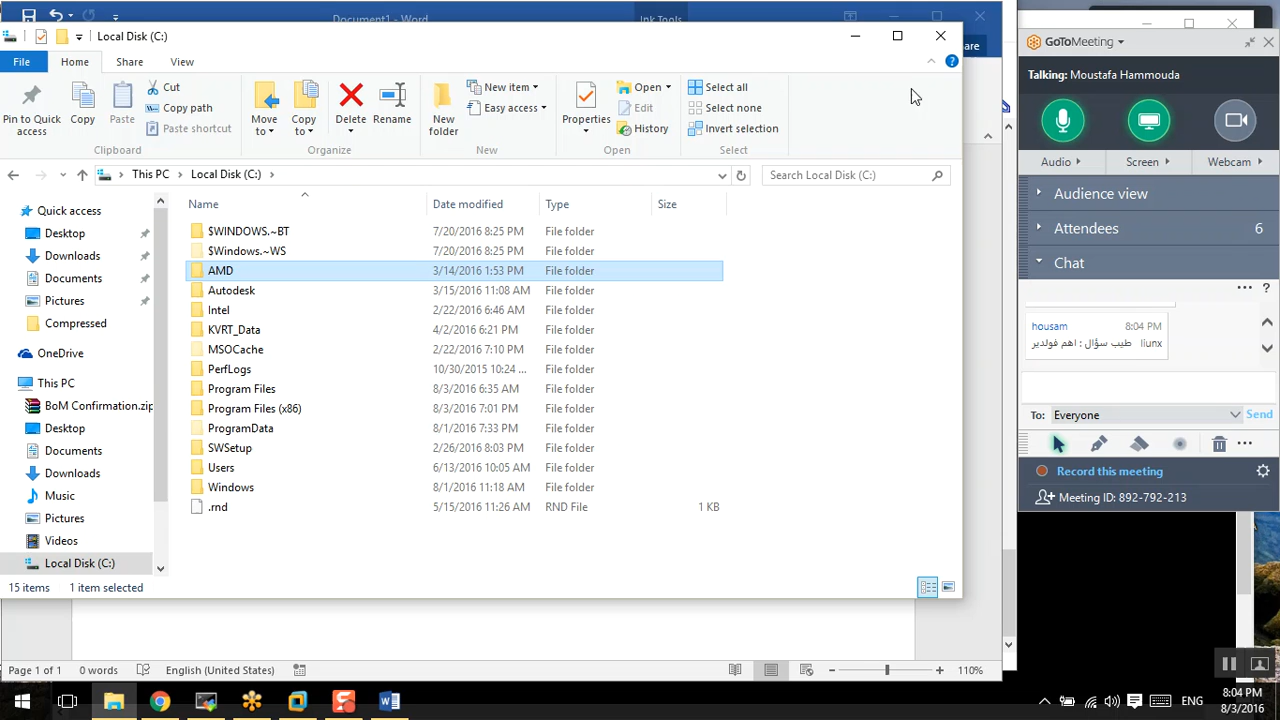 Document1 - Word
Ink Tools
Local Disk (C:)
File
Home
Share
View
Pin to Quick access
Copy
Paste
Cut
Copy path
Paste shortcut
Clipboard
Move to
Copy to
Delete
Rename
Organize
New folder
New item
Easy access
New
Properties
Open
Edit
History
Open
Select all
Select none
Invert selection
Select
This PC
Local Disk (C:)
Search Local Disk (C:)
Quick access
Desktop
Downloads
Documents
Pictures
Compressed
OneDrive
This PC
BoM Confirmation.zip
Desktop
Documents
Downloads
Music
Pictures
Videos
Local Disk (C:)
Name Date modified Type Size
$WINDOWS.~BT 7/20/2016 8:25 PM File folder
$Windows.~WS 7/20/2016 8:25 PM File folder
AMD 3/14/2016 1:53 PM File folder
Autodesk 3/15/2016 11:08 AM File folder
Intel 2/22/2016 6:46 AM File folder
KVRT_Data 4/2/2016 6:21 PM File folder
MSOCache 2/22/2016 7:10 PM File folder
PerfLogs 10/30/2015 10:24 ... File folder
Program Files 8/3/2016 6:35 AM File folder
Program Files (x86) 8/3/2016 7:01 PM File folder
ProgramData 8/1/2016 7:33 PM File folder
SWSetup 2/26/2016 8:03 PM File folder
Users 6/13/2016 10:05 AM File folder
Windows 8/1/2016 11:18 AM File folder
.rnd 5/15/2016 11:26 AM RND File 1 KB
15 items 1 item selected
Page 1 of 1 0 words English (United States) 110%
are
GoToMeeting
Talking: Moustafa Hammouda
Audio
Screen
Webcam
Audience view
Attendees 6
Chat
housam 8:04 PM
طيب سؤال : اهم فولدير liunx
To: Everyone Send
Record this meeting
Meeting ID: 892-792-213
ENG
8:04 PM
8/3/2016